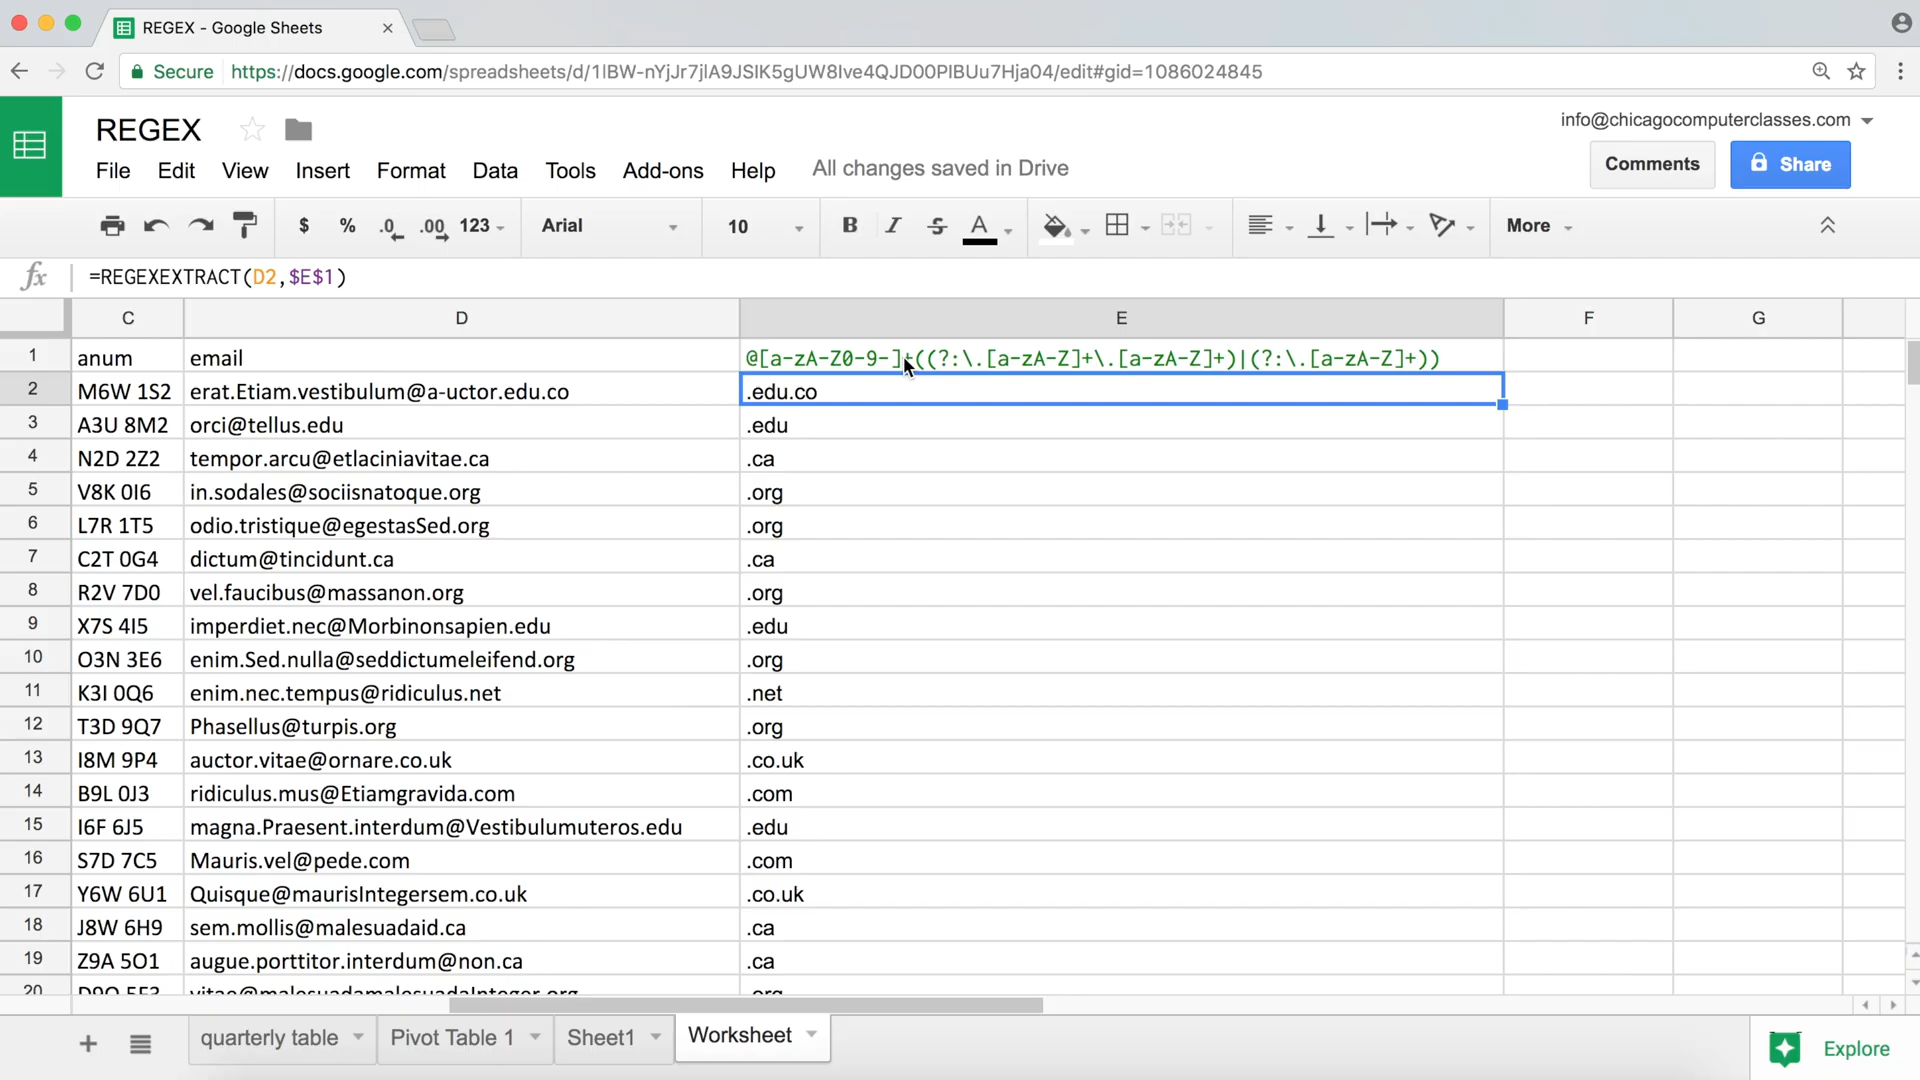 REGEX - Google Sheets
Secure https://docs.google.com/spreadsheets/d/1lBW-nYjJr7jlA9JSIK5gUW8Ive4QJD00PIBUu7Hja04/edit#gid=1086024845
REGEX
info@chicagocomputerclasses.com
File Edit View Insert Format Data Tools Add-ons Help All changes saved in Drive
Comments Share
$ % .0 .00 123 Arial 10 B I S A More
fx =REGEXEXTRACT(D2,$E$1)
C D E F G
1 anum email @[a-zA-Z0-9-]+((?:\.[a-zA-Z]+\.[a-zA-Z]+)|(?:\.[a-zA-Z]+))
2 M6W 1S2 erat.Etiam.vestibulum@a-uctor.edu.co .edu.co
3 A3U 8M2 orci@tellus.edu .edu
4 N2D 2Z2 tempor.arcu@etlaciniavitae.ca .ca
5 V8K 0I6 in.sodales@sociisnatoque.org .org
6 L7R 1T5 odio.tristique@egestasSed.org .org
7 C2T 0G4 dictum@tincidunt.ca .ca
8 R2V 7D0 vel.faucibus@massanon.org .org
9 X7S 4I5 imperdiet.nec@Morbinonsapien.edu .edu
10 O3N 3E6 enim.Sed.nulla@seddictumeleifend.org .org
11 K3I 0Q6 enim.nec.tempus@ridiculus.net .net
12 T3D 9Q7 Phasellus@turpis.org .org
13 I8M 9P4 auctor.vitae@ornare.co.uk .co.uk
14 B9L 0J3 ridiculus.mus@Etiamgravida.com .com
15 I6F 6J5 magna.Praesent.interdum@Vestibulumuteros.edu .edu
16 S7D 7C5 Mauris.vel@pede.com .com
17 Y6W 6U1 Quisque@maurisIntegersem.co.uk .co.uk
18 J8W 6H9 sem.mollis@malesuadaid.ca .ca
19 Z9A 5O1 augue.porttitor.interdum@non.ca .ca
20 vitae@malesuadamalesuadaInteger.org .org
quarterly table Pivot Table 1 Sheet1 Worksheet Explore